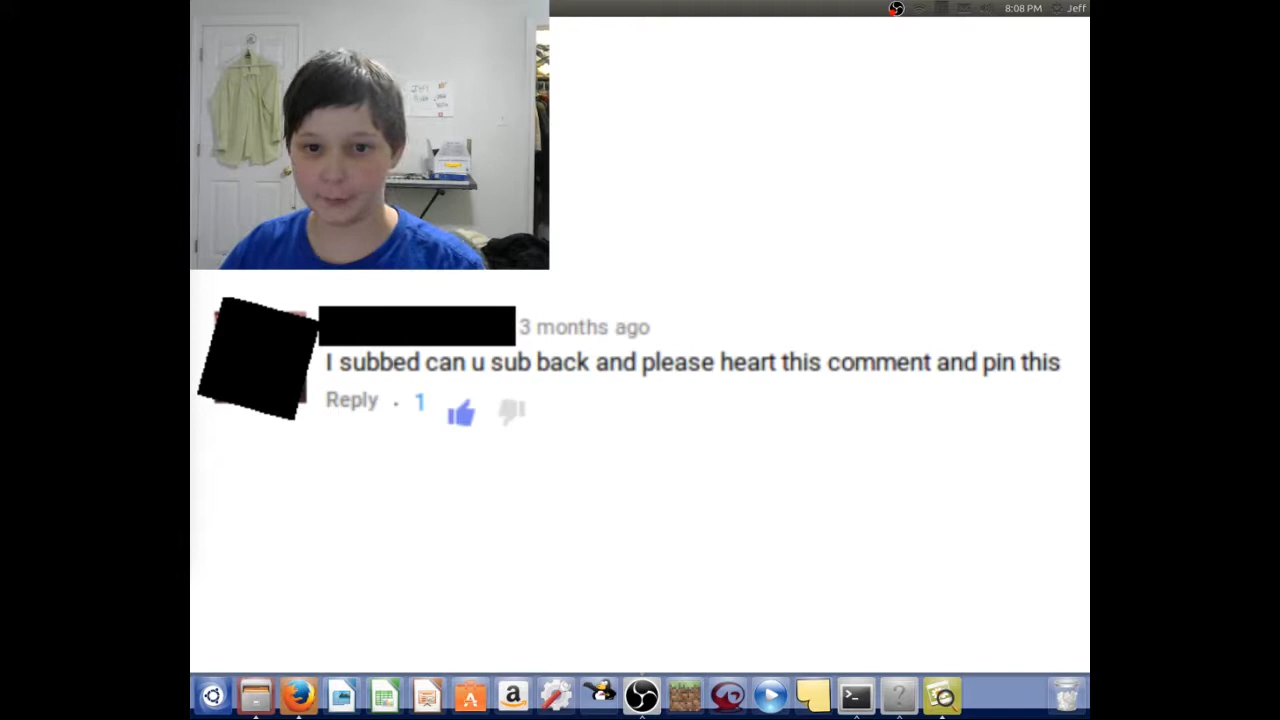 8:08 PM Jeff
3 months ago
I subbed can u sub back and please heart this comment and pin this
Reply · 1